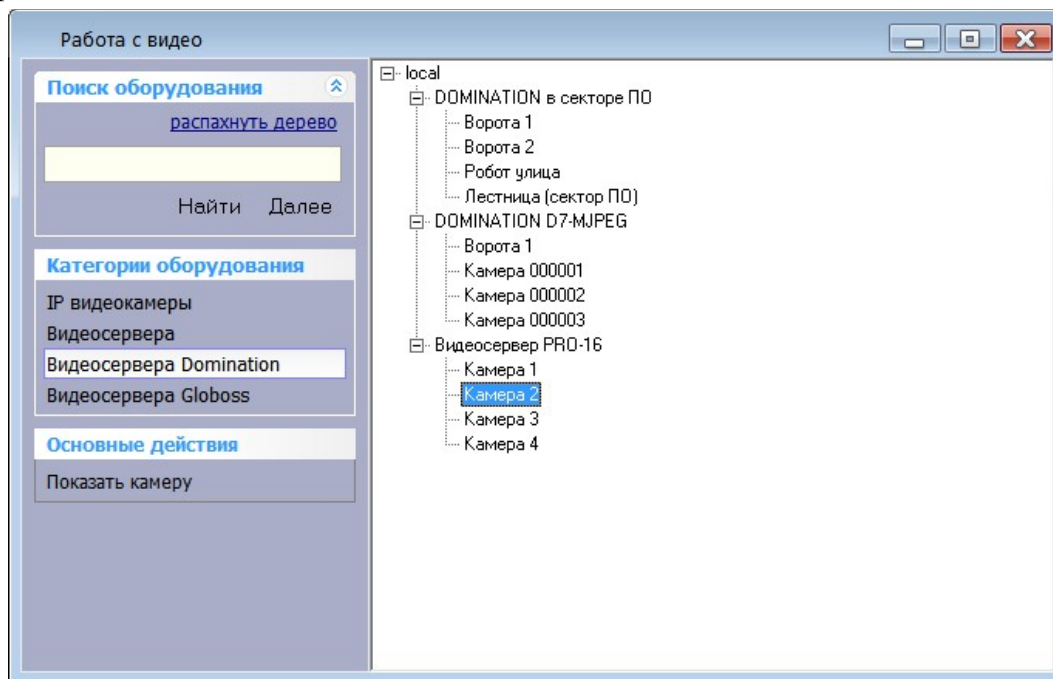 Работа с видео
Поиск оборудования
распахнуть дерево
Найти Далее
Категории оборудования
IP видеокамеры
Видеосервера
Видеосервера Domination
Видеосервера Globoss
Основные действия
Показать камеру
local
DOMINATION в секторе ПО
Ворота 1
Ворота 2
Робот улица
Лестница (сектор ПО)
DOMINATION D7-MJPEG
Ворота 1
Камера 000001
Камера 000002
Камера 000003
Видеосервер PRO-16
Камера 1
Камера 2
Камера 3
Камера 4